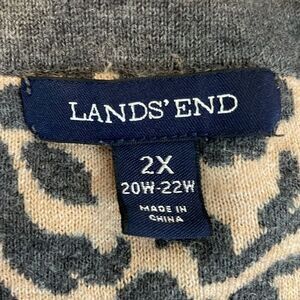 LANDS' END
2X
20W-22W
MADE IN
CHINA